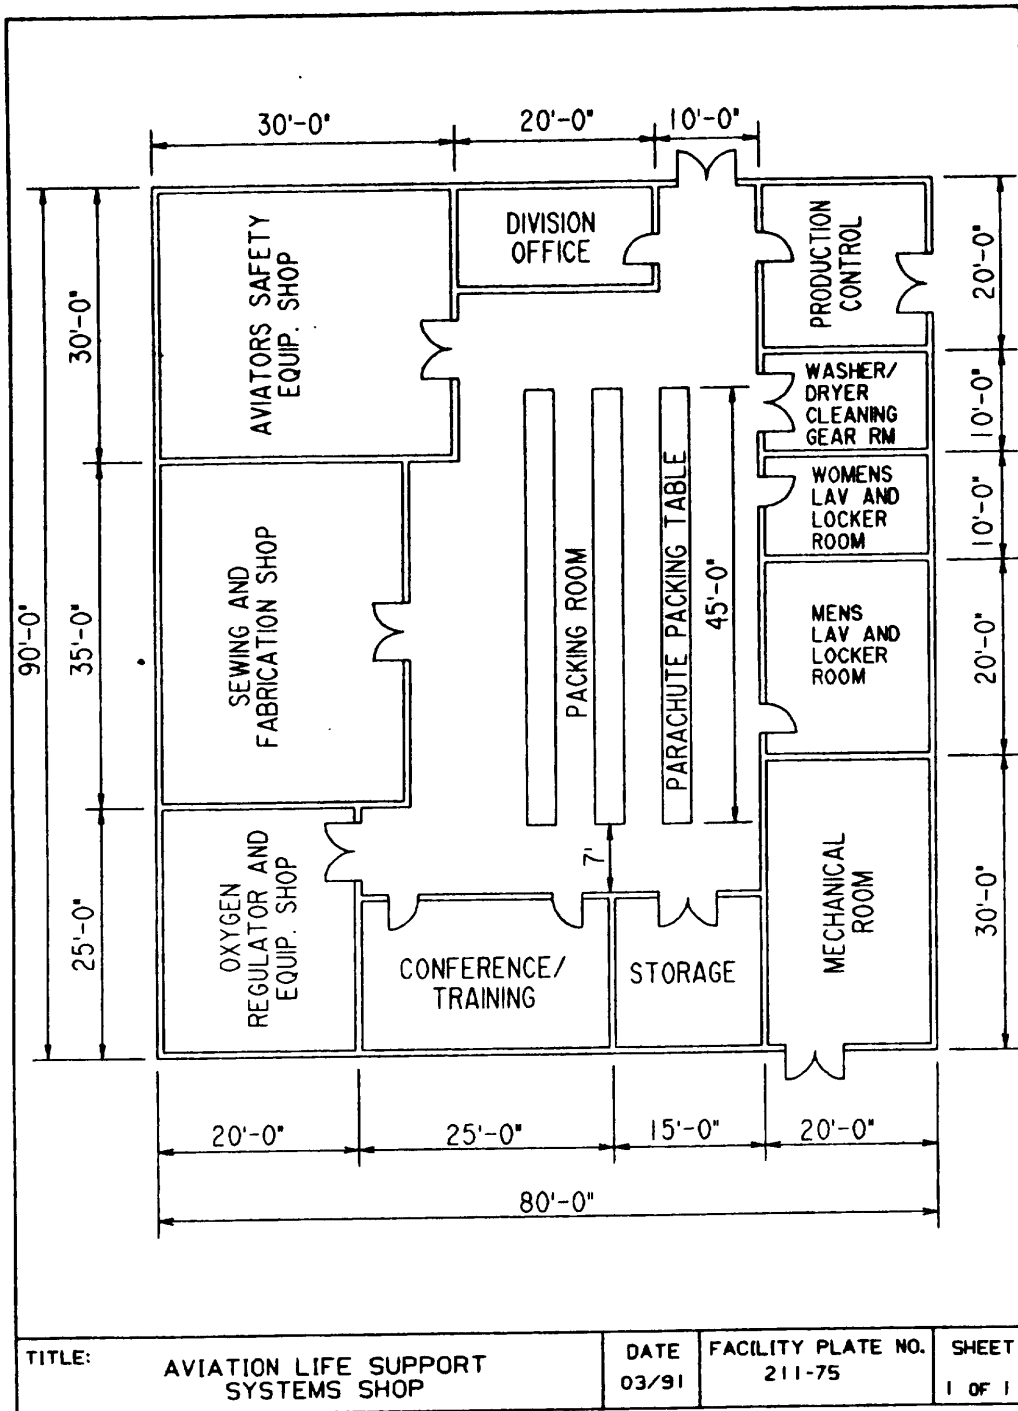 30'-0"
20'-0"
10'-0"
DIVISION
OFFICE
AVIATORS SAFETY
EQUIP. SHOP
PRODUCTION
CONTROL
20'-0"
30'-0"
WASHER/
DRYER
CLEANING
GEAR RM
10'-0"
WOMENS
LAV AND
LOCKER
ROOM
10'-0"
90'-0"
35'-0"
SEWING AND
FABRICATION SHOP
PACKING ROOM
PARACHUTE PACKING TABLE
45'-0"
MENS
LAV AND
LOCKER
ROOM
20'-0"
7'
25'-0"
OXYGEN
REGULATOR AND
EQUIP. SHOP
CONFERENCE/
TRAINING
STORAGE
MECHANICAL
ROOM
30'-0"
20'-0"
25'-0"
15'-0"
20'-0"
80'-0"
TITLE:
AVIATION LIFE SUPPORT
SYSTEMS SHOP
DATE
03/91
FACILITY PLATE NO.
211-75
SHEET
1 OF 1